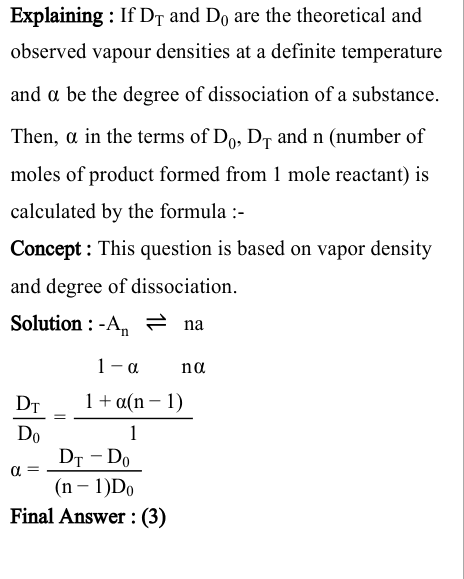 Explaining : If D_T and D_0 are the theoretical and
observed vapour densities at a definite temperature
and α be the degree of dissociation of a substance.
Then, α in the terms of D_0, D_T and n (number of
moles of product formed from 1 mole reactant) is
calculated by the formula :-
Concept : This question is based on vapor density
and degree of dissociation.
Solution : -A_n ⇌ na
1 − α nα
D_T / D_0 = 1 + α(n − 1) / 1
α = D_T − D_0 / (n − 1)D_0
Final Answer : (3)